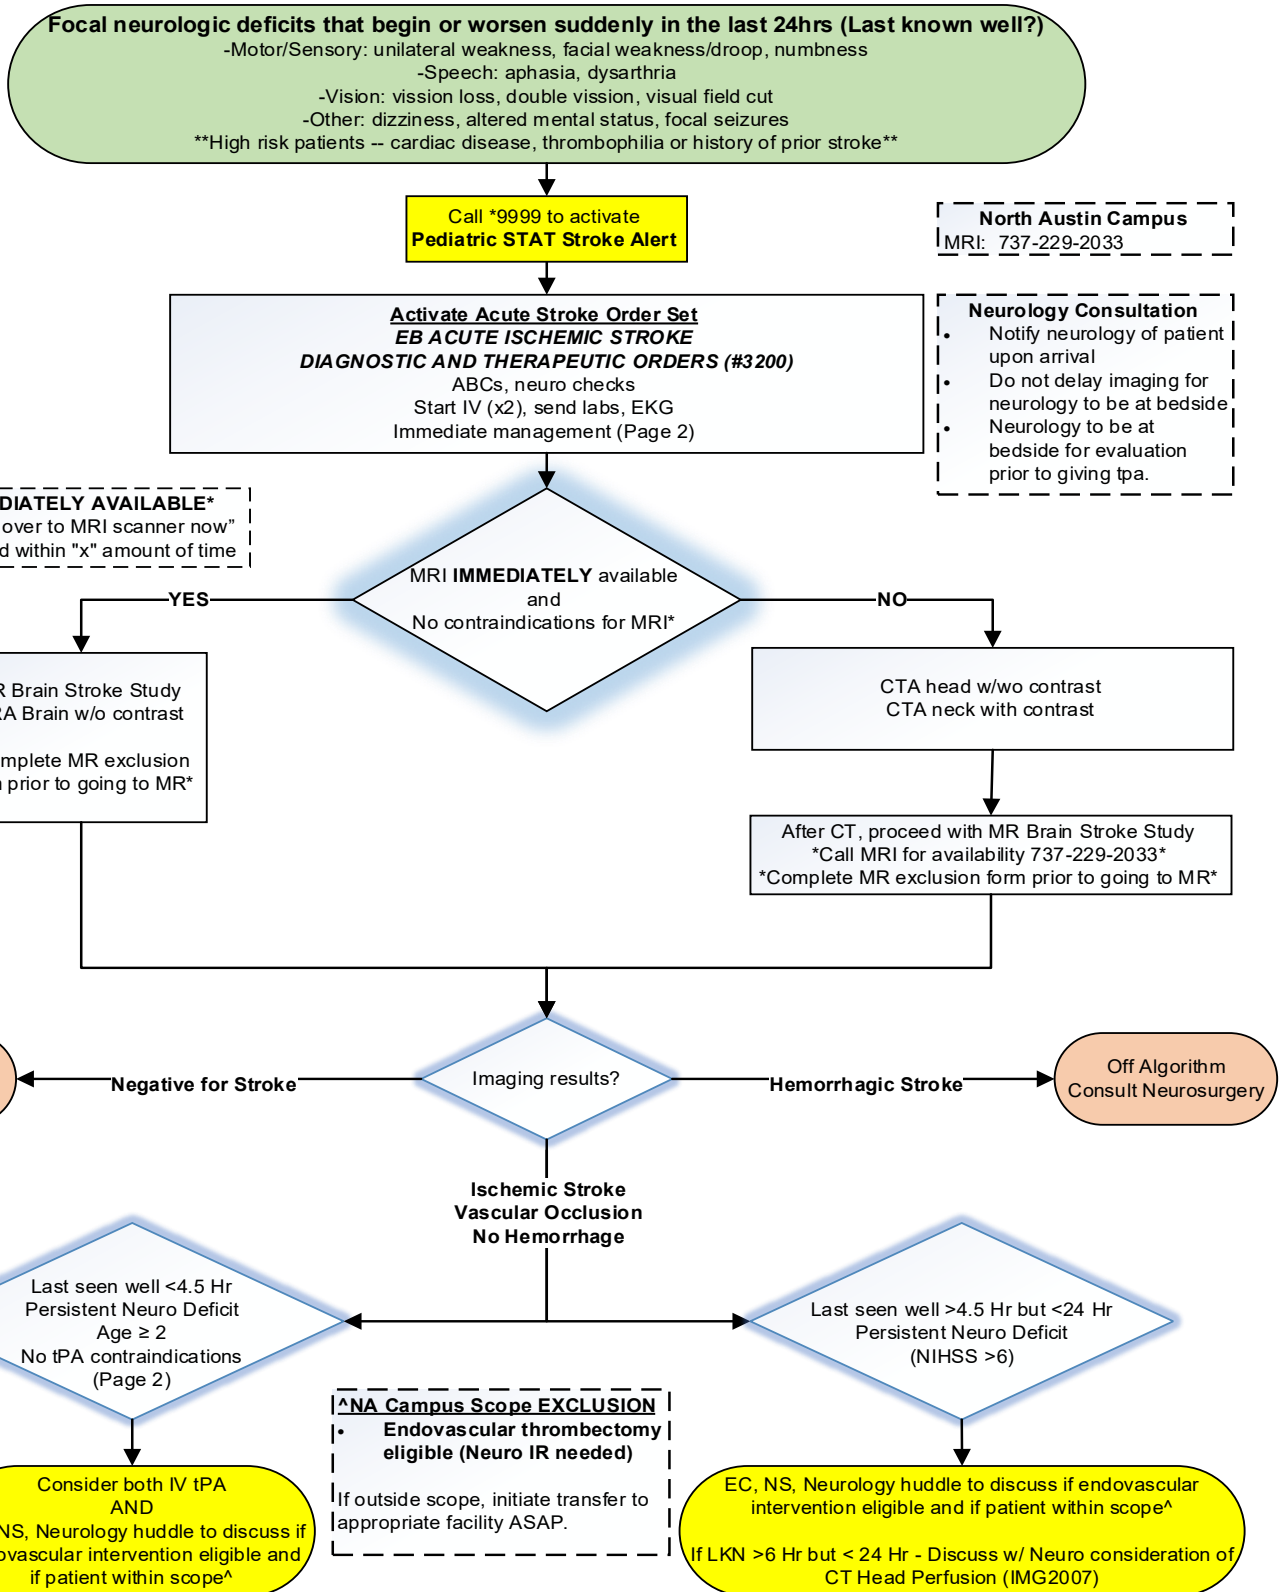 Focal neurologic deficits that begin or worsen suddenly in the last 24hrs (Last known well?)
-Motor/Sensory: unilateral weakness, facial weakness/droop, numbness
-Speech: aphasia, dysarthria
-Vision: vission loss, double vission, visual field cut
-Other: dizziness, altered mental status, focal seizures
**High risk patients -- cardiac disease, thrombophilia or history of prior stroke**
Call *9999 to activate
Pediatric STAT Stroke Alert
North Austin Campus
MRI: 737-229-2033
Activate Acute Stroke Order Set
EB ACUTE ISCHEMIC STROKE
DIAGNOSTIC AND THERAPEUTIC ORDERS (#3200)
ABCs, neuro checks
Start IV (x2), send labs, EKG
Immediate management (Page 2)
Neurology Consultation
• Notify neurology of patient
upon arrival
• Do not delay imaging for
neurology to be at bedside
• Neurology to be at
bedside for evaluation
prior to giving tpa.
DIATELY AVAILABLE*
over to MRI scanner now”
d within "x" amount of time
MRI IMMEDIATELY available
and
No contraindications for MRI*
YES
NO
R Brain Stroke Study
RA Brain w/o contrast
mplete MR exclusion
prior to going to MR*
CTA head w/wo contrast
CTA neck with contrast
After CT, proceed with MR Brain Stroke Study
*Call MRI for availability 737-229-2033*
*Complete MR exclusion form prior to going to MR*
Imaging results?
Negative for Stroke
Hemorrhagic Stroke
Off Algorithm
Consult Neurosurgery
Ischemic Stroke
Vascular Occlusion
No Hemorrhage
Last seen well <4.5 Hr
Persistent Neuro Deficit
Age ≥ 2
No tPA contraindications
(Page 2)
Last seen well >4.5 Hr but <24 Hr
Persistent Neuro Deficit
(NIHSS >6)
^NA Campus Scope EXCLUSION
• Endovascular thrombectomy
eligible (Neuro IR needed)
If outside scope, initiate transfer to
appropriate facility ASAP.
Consider both IV tPA
AND
NS, Neurology huddle to discuss if
ovascular intervention eligible and
if patient within scope^
EC, NS, Neurology huddle to discuss if endovascular
intervention eligible and if patient within scope^
If LKN >6 Hr but < 24 Hr - Discuss w/ Neuro consideration of
CT Head Perfusion (IMG2007)